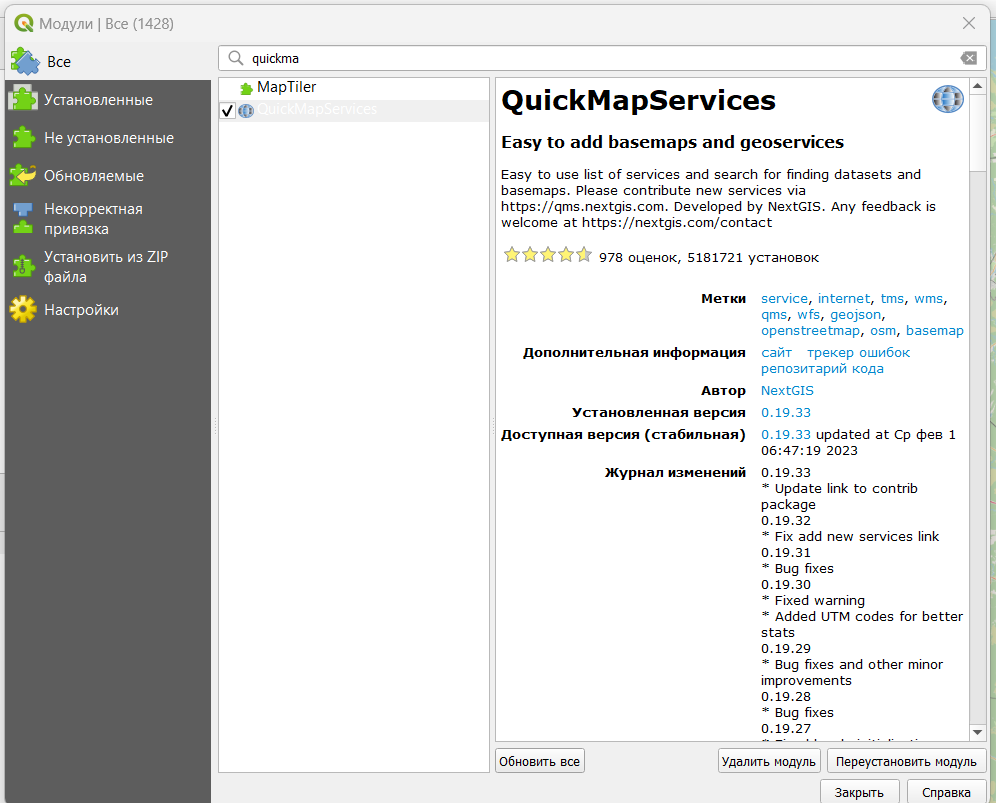 Модули | Все (1428)
Все
Установленные
Не установленные
Обновляемые
Некорректная
привязка
Установить из ZIP
файла
Настройки
quickma
MapTiler
QuickMapServices
QuickMapServices
Easy to add basemaps and geoservices
Easy to use list of services and search for finding datasets and
basemaps. Please contribute new services via
https://qms.nextgis.com. Developed by NextGIS. Any feedback is
welcome at https://nextgis.com/contact
978 оценок, 5181721 установок
Метки service, internet, tms, wms,
qms, wfs, geojson,
openstreetmap, osm, basemap
Дополнительная информация сайт трекер ошибок
репозитарий кода
Автор NextGIS
Установленная версия 0.19.33
Доступная версия (стабильная) 0.19.33 updated at Ср фев 1
06:47:19 2023
Журнал изменений 0.19.33
* Update link to contrib
package
0.19.32
* Fix add new services link
0.19.31
* Bug fixes
0.19.30
* Fixed warning
* Added UTM codes for better
stats
0.19.29
* Bug fixes and other minor
improvements
0.19.28
* Bug fixes
0.19.27
Обновить все Удалить модуль Переустановить модуль
Закрыть Справка